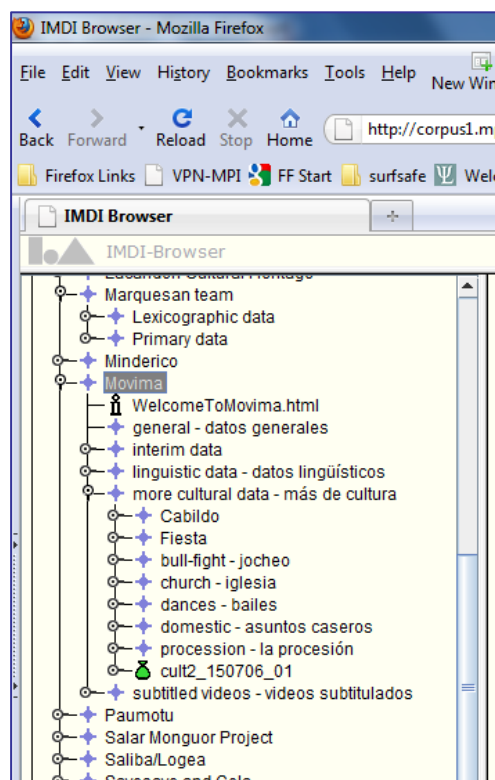 IMDI Browser - Mozilla Firefox
File Edit View History Bookmarks Tools Help New Win
Back Forward Reload Stop Home http://corpus1.m
Firefox Links VPN-MPI FF Start surfsafe Wel
IMDI Browser
IMDI-Browser
Lacandon Cultural Heritage
Marquesan team
Lexicographic data
Primary data
Minderico
Movima
WelcomeToMovima.html
general - datos generales
interim data
linguistic data - datos lingüísticos
more cultural data - más de cultura
Cabildo
Fiesta
bull-fight - jocheo
church - iglesia
dances - bailes
domestic - asuntos caseros
procession - la procesión
cult2_150706_01
subtitled videos - videos subtitulados
Paumotu
Salar Monguor Project
Saliba/Logea